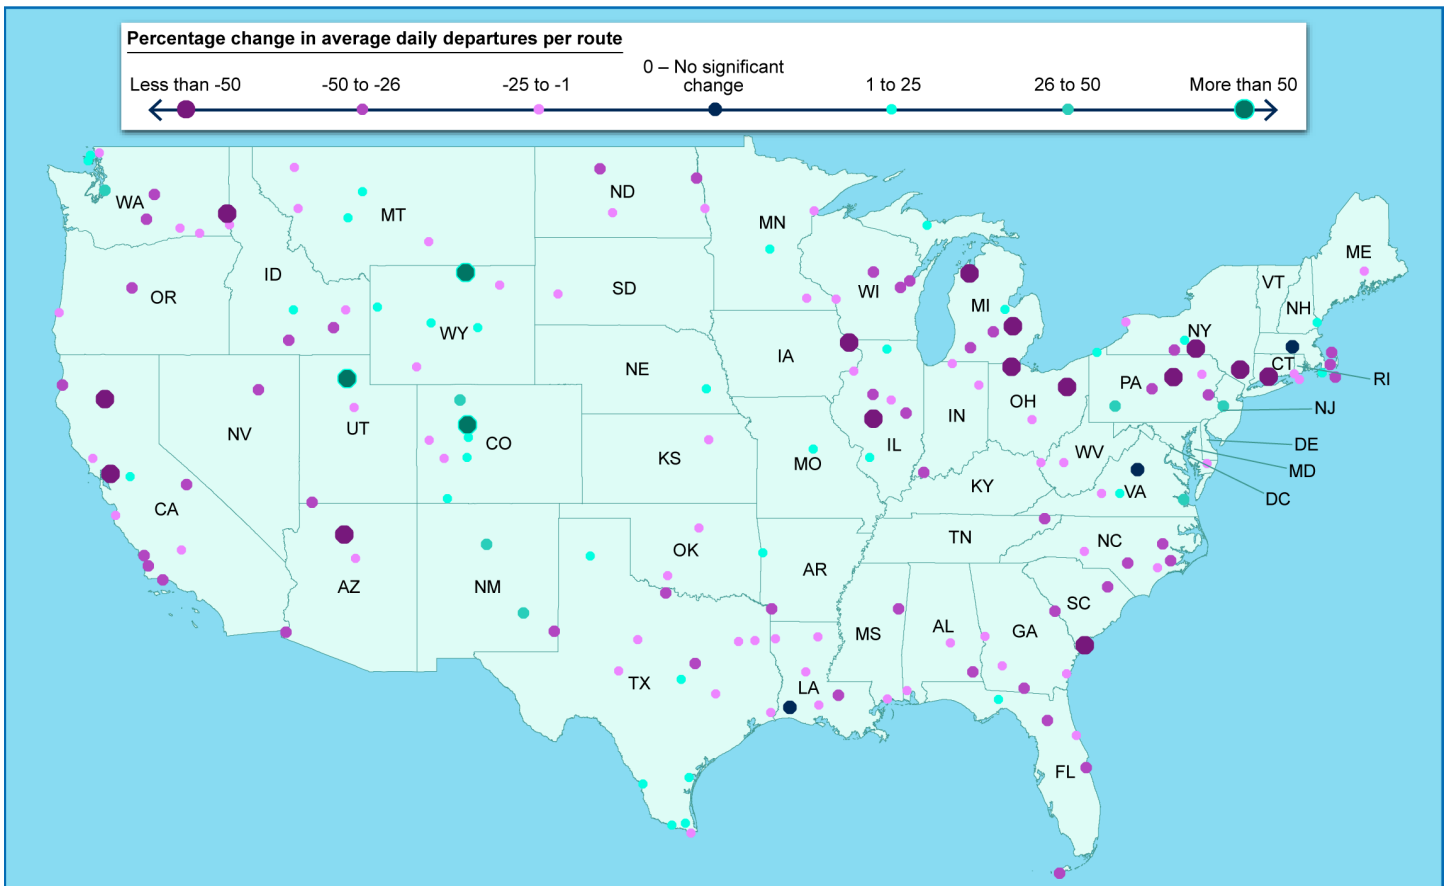 Percentage change in average daily departures per route
0 – No significant
change
Less than -50
-50 to -26
-25 to -1
1 to 25
26 to 50
More than 50
WA
MT
ND
MN
OR
ID
WY
SD
WI
MI
NY
VT
NH
ME
IA
NE
NV
UT
CO
KS
MO
IL
IN
OH
PA
CT
RI
NJ
DE
MD
DC
WV
VA
KY
CA
AZ
NM
OK
AR
TN
NC
SC
TX
LA
MS
AL
GA
FL